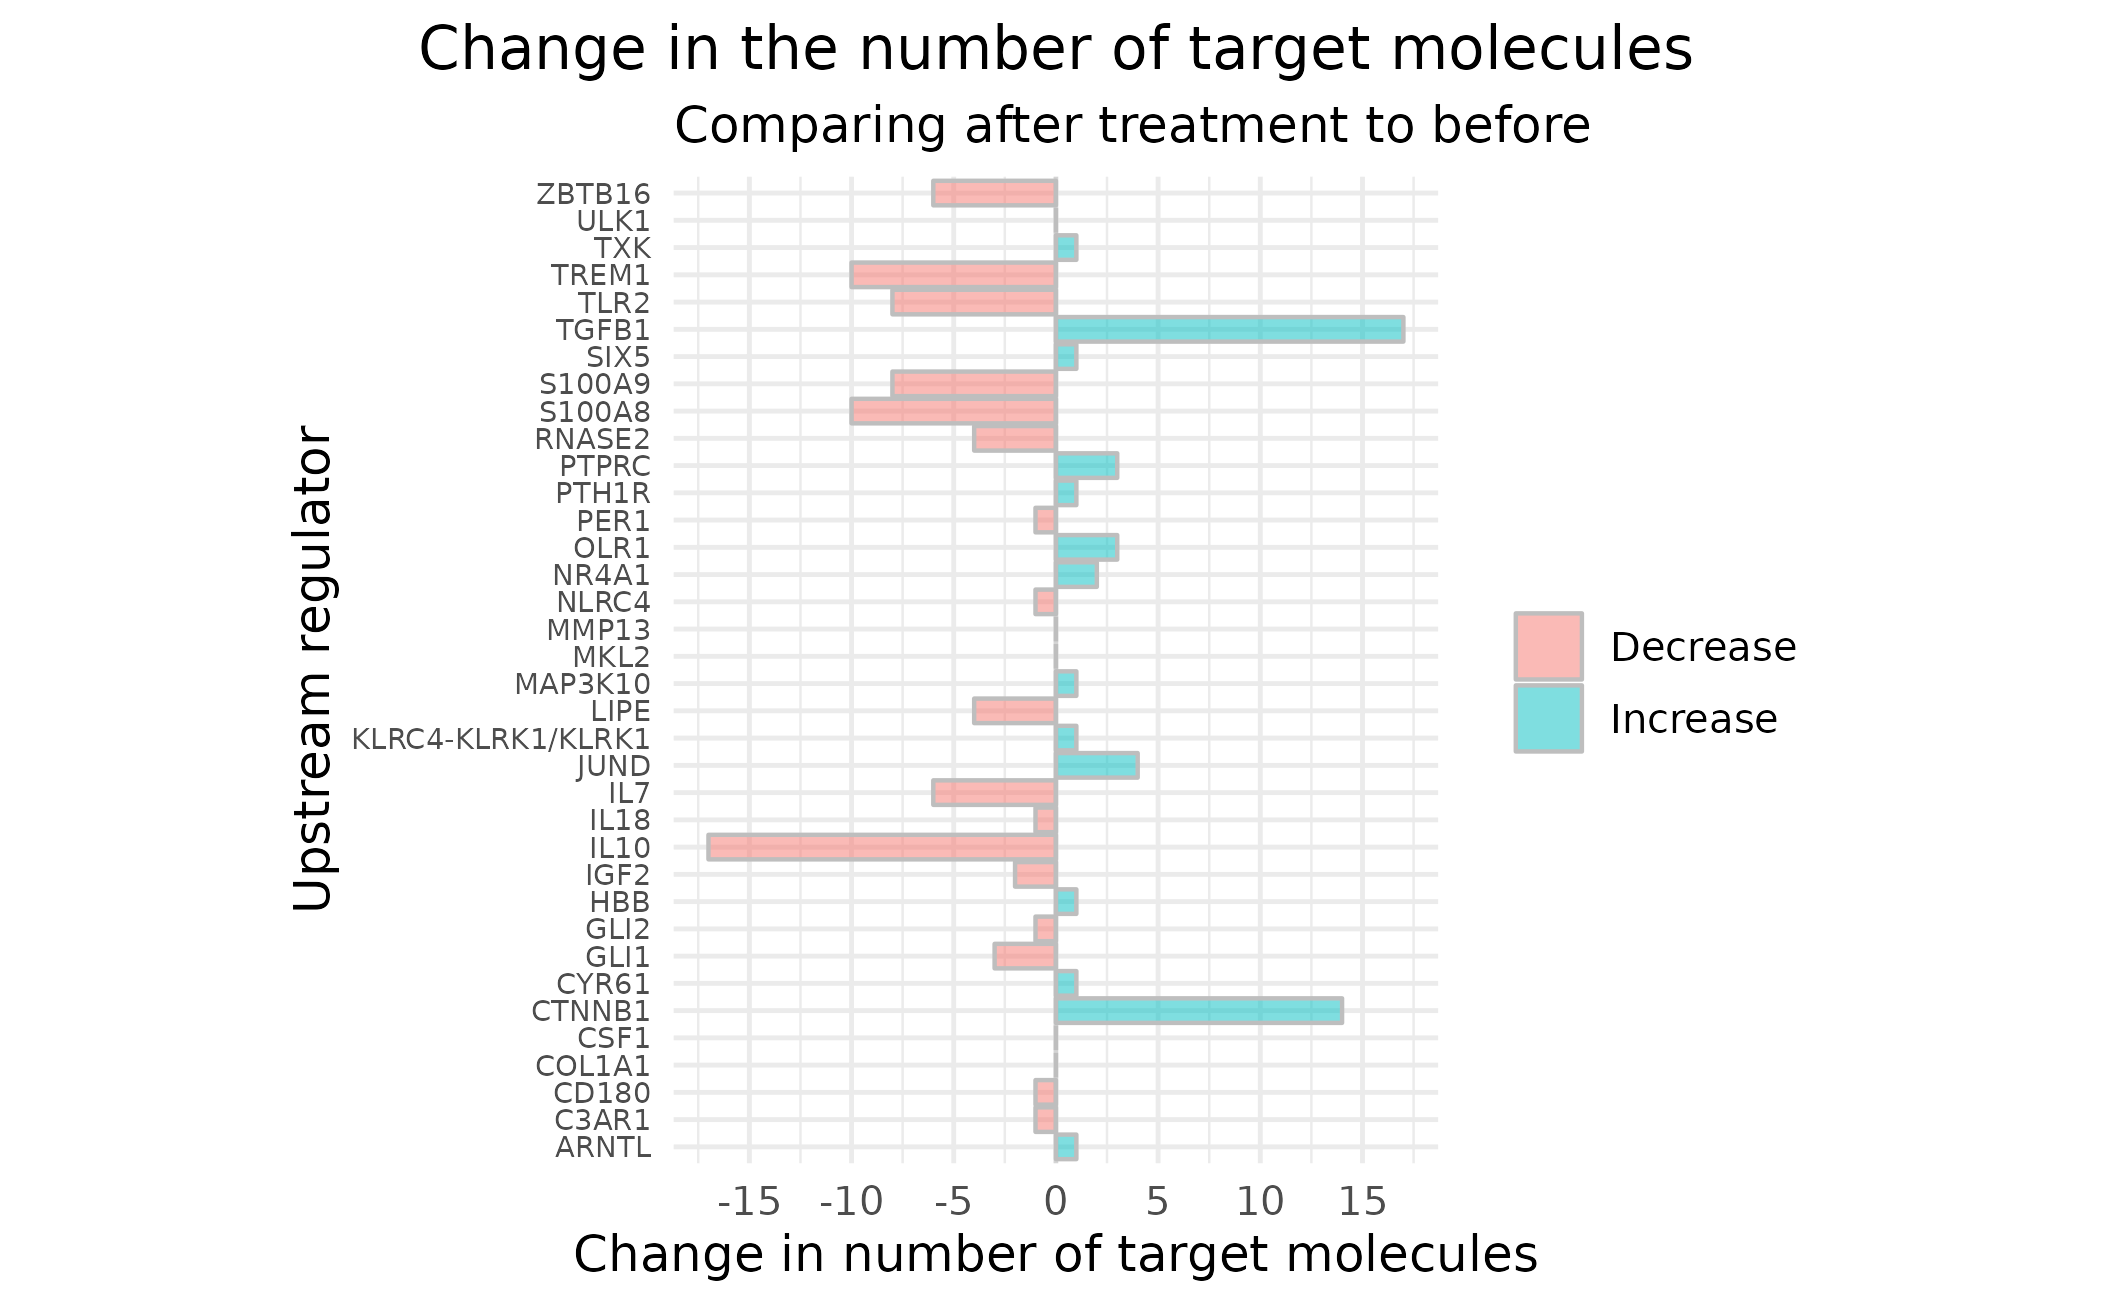 Change in the number of target molecules
Comparing after treatment to before
Upstream regulator
ZBTB16
ULK1
TXK
TREM1
TLR2
TGFB1
SIX5
S100A9
S100A8
RNASE2
PTPRC
PTH1R
PER1
OLR1
NR4A1
NLRC4
MMP13
MKL2
MAP3K10
LIPE
KLRC4-KLRK1/KLRK1
JUND
IL7
IL18
IL10
IGF2
HBB
GLI2
GLI1
CYR61
CTNNB1
CSF1
COL1A1
CD180
C3AR1
ARNTL
-15 -10 -5 0 5 10 15
Change in number of target molecules
Decrease
Increase